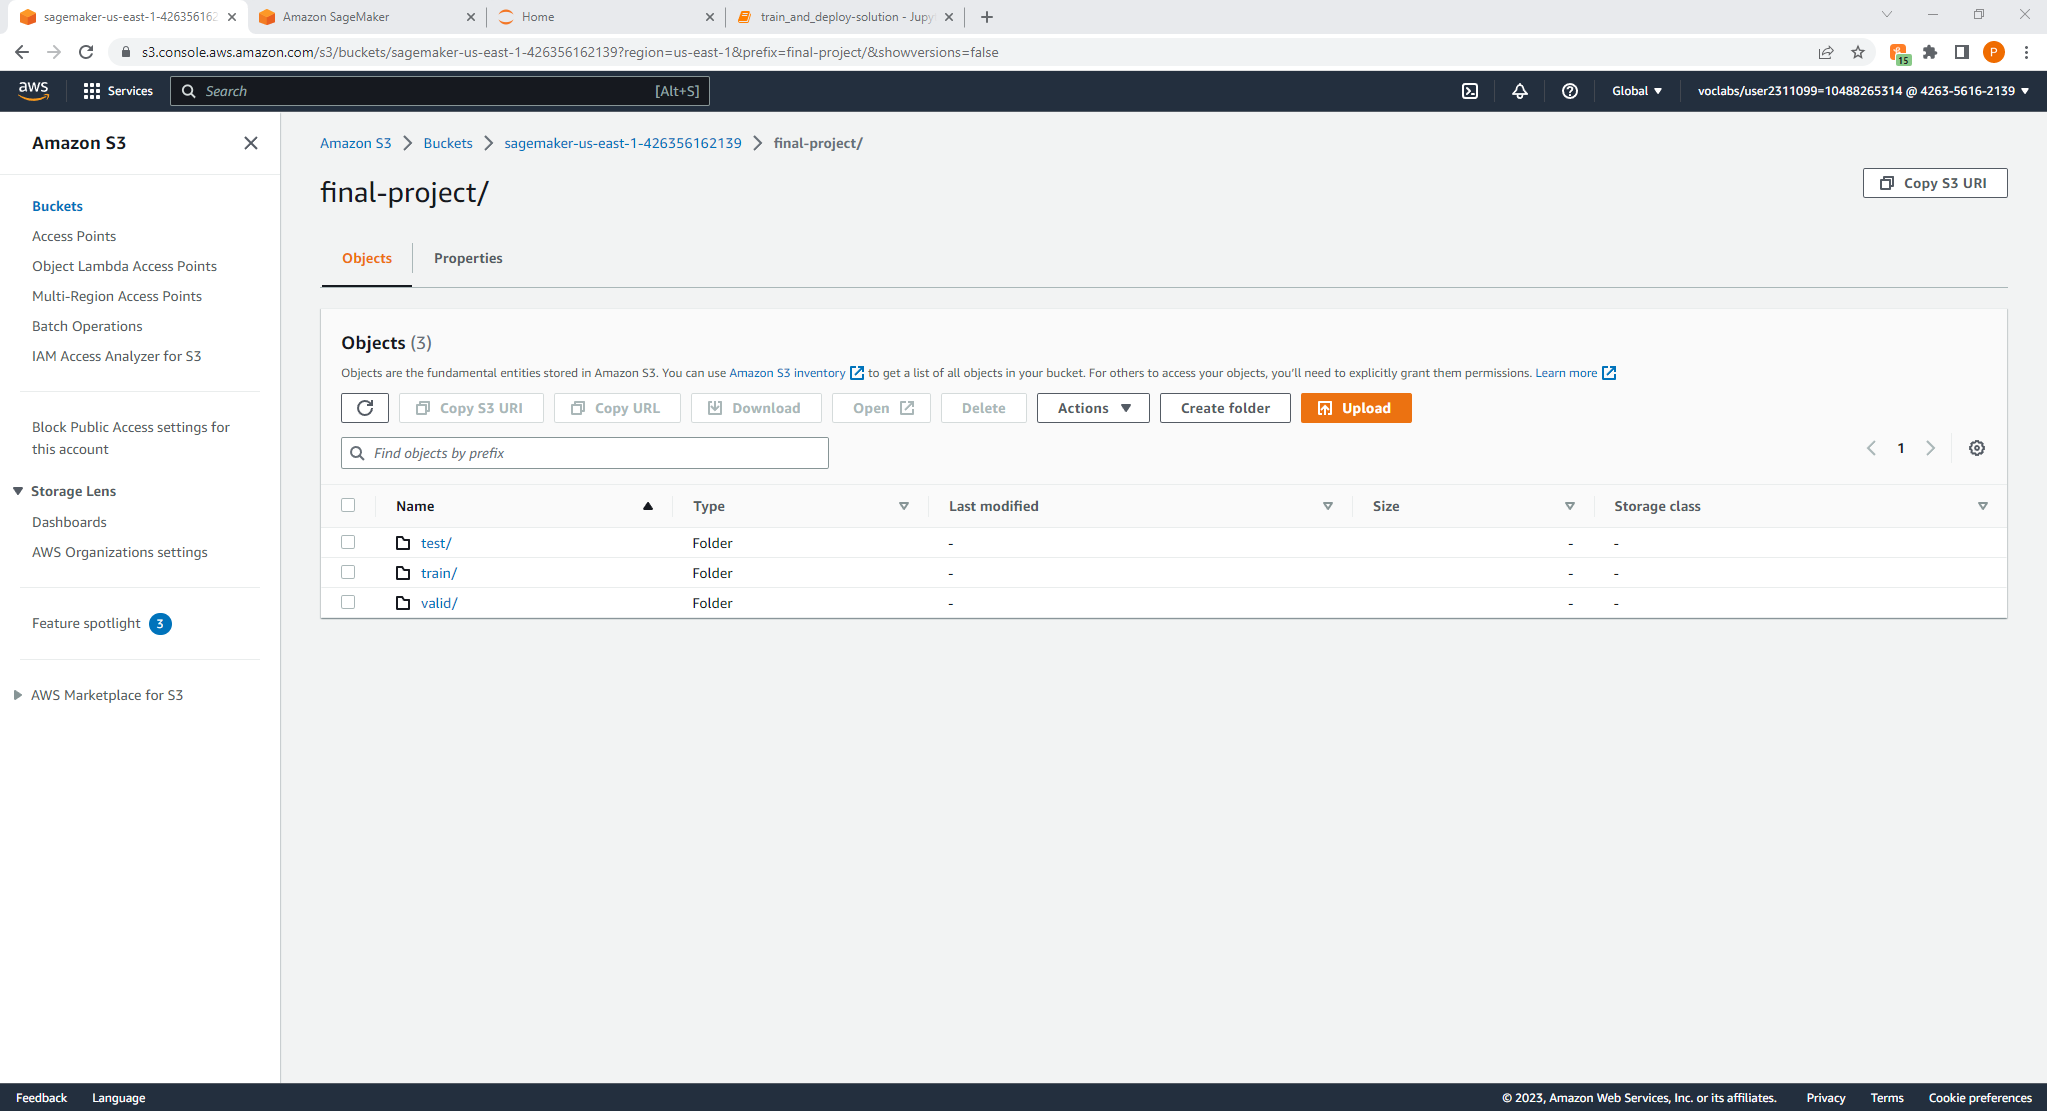 sagemaker-us-east-1-426356162
Amazon SageMaker
Home
train_and_deploy-solution - Jupy
s3.console.aws.amazon.com/s3/buckets/sagemaker-us-east-1-426356162139?region=us-east-1&prefix=final-project/&showversions=false
15
P
aws
Services
Search
[Alt+S]
Global
voclabs/user2311099=10488265314 @ 4263-5616-2139
Amazon S3
Buckets
Access Points
Object Lambda Access Points
Multi-Region Access Points
Batch Operations
IAM Access Analyzer for S3
Block Public Access settings for
this account
Storage Lens
Dashboards
AWS Organizations settings
Feature spotlight 3
AWS Marketplace for S3
Amazon S3 > Buckets > sagemaker-us-east-1-426356162139 > final-project/
final-project/
Copy S3 URI
Objects
Properties
Objects (3)
Objects are the fundamental entities stored in Amazon S3. You can use Amazon S3 inventory to get a list of all objects in your bucket. For others to access your objects, you'll need to explicitly grant them permissions. Learn more
Copy S3 URI
Copy URL
Download
Open
Delete
Actions
Create folder
Upload
Find objects by prefix
1
Name Type Last modified Size Storage class
test/ Folder - - -
train/ Folder - - -
valid/ Folder - - -
Feedback
Language
© 2023, Amazon Web Services, Inc. or its affiliates.
Privacy
Terms
Cookie preferences